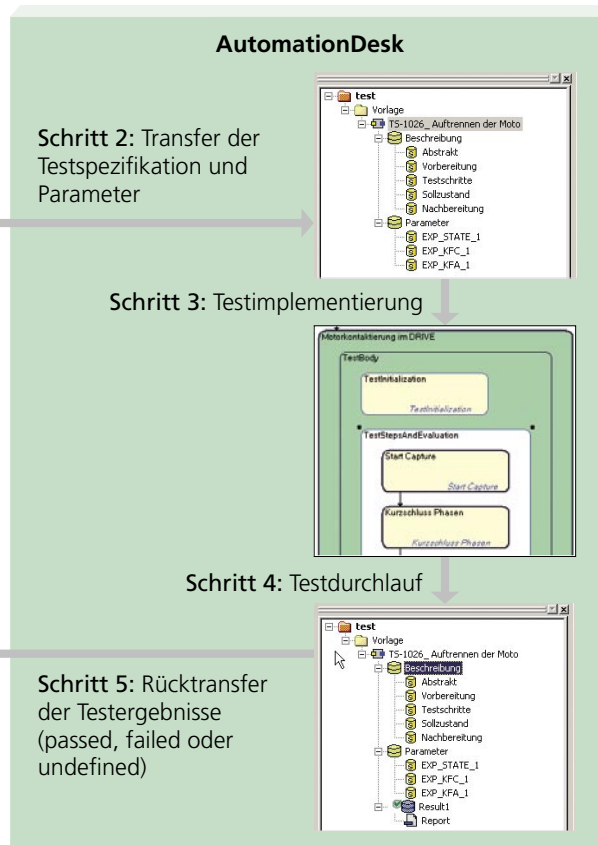 AutomationDesk
Schritt 2: Transfer der
Testspezifikation und
Parameter
test
Vorlage
TS-1026_ Auftrennen der Moto
Beschreibung
Abstrakt
Vorbereitung
Testschritte
Sollzustand
Nachbereitung
Parameter
EXP_STATE_1
EXP_KFC_1
EXP_KFA_1
Schritt 3: Testimplementierung
Motorkontaktierung im DRIVE
TestBody
TestInitialization
TestInitialization
TestStepsAndEvaluation
Start Capture
Start Capture
Kurzschluss Phasen
Kurzschluss Phasen
Schritt 4: Testdurchlauf
test
Vorlage
TS-1026_ Auftrennen der Moto
Beschreibung
Abstrakt
Vorbereitung
Testschritte
Sollzustand
Nachbereitung
Parameter
EXP_STATE_1
EXP_KFC_1
EXP_KFA_1
Result1
Report
Schritt 5: Rücktransfer
der Testergebnisse
(passed, failed oder
undefined)